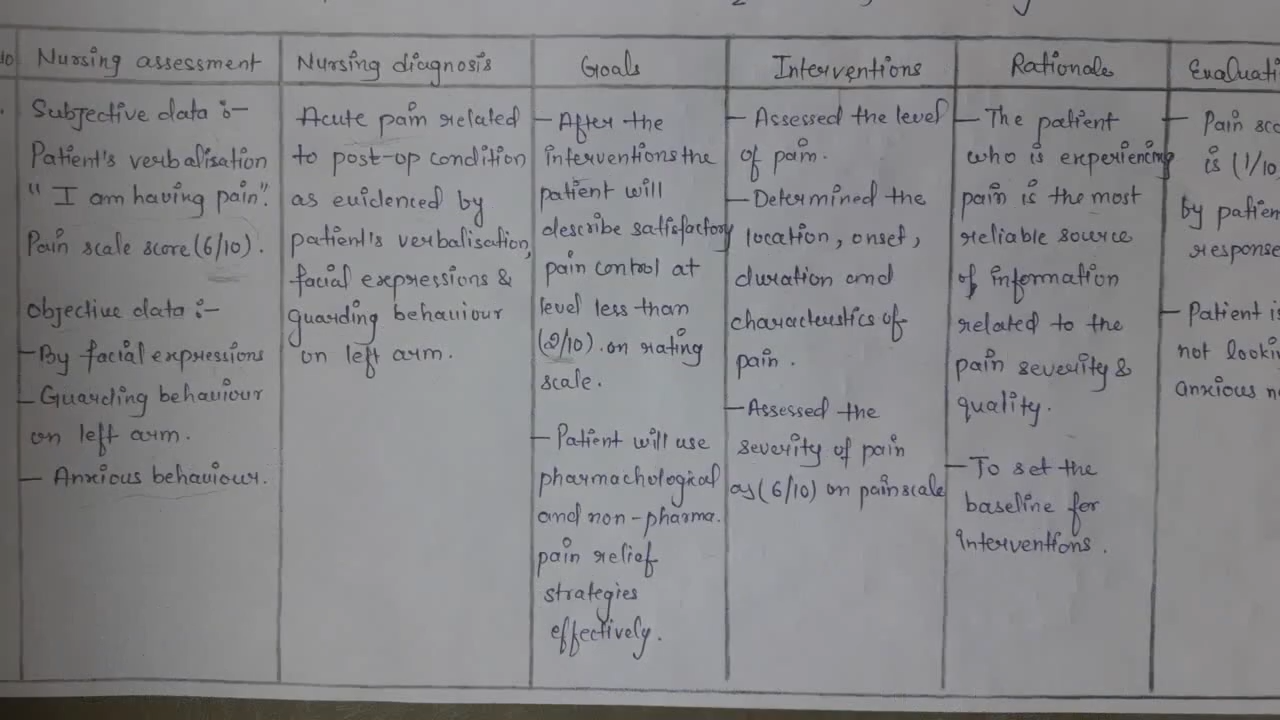 Nursing assessment
Subjective data :-
Patient's verbalisation
" I am having pain".
Pain scale score (6/10).
Objective data :-
- By facial expressions
- Guarding behaviour
on left arm.
- Anxious behaviour.
Nursing diagnosis
Acute pain related
to post-op condition
as evidenced by
patient's verbalisation,
facial expressions &
guarding behaviour
on left arm.
Goals
- After the
interventions the
patient will
describe satisfactory
pain control at
level less than
(2/10). on rating
scale.
- Patient will use
pharmachological
and non-pharma.
pain relief
strategies
effectively.
Interventions
- Assessed the level
of pain.
- Determined the
location, onset,
duration and
characteristics of
pain.
- Assessed the
severity of pain
as (6/10) on painscale
Rationale
- The patient
who is experiencing
pain is the most
reliable source
of information
related to the
pain severity &
quality.
- To set the
baseline for
interventions.
Evaluati
- Pain sco
is (1/10
by patien
response
- Patient is
not looki
anxious n